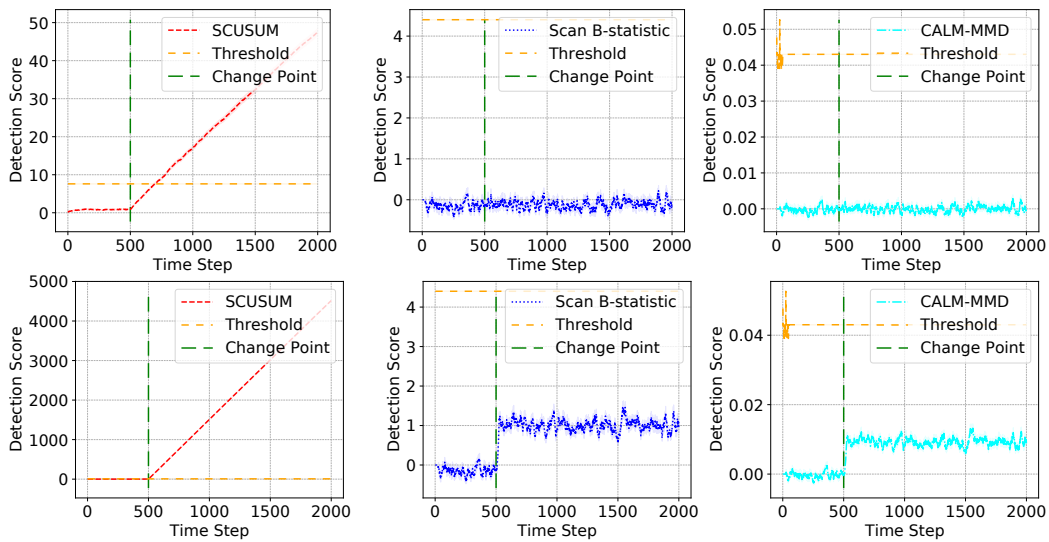 Detection Score
50
40
30
20
10
0
SCUSUM
Threshold
Change Point
0
500
1000
1500
2000
Time Step
Detection Score
4
3
2
1
0
Scan B-statistic
Threshold
Change Point
0
500
1000
1500
2000
Time Step
Detection Score
0.05
0.04
0.03
0.02
0.01
0.00
CALM-MMD
Threshold
Change Point
0
500
1000
1500
2000
Time Step
Detection Score
5000
4000
3000
2000
1000
0
SCUSUM
Threshold
Change Point
0
500
1000
1500
2000
Time Step
Detection Score
4
3
2
1
0
Scan B-statistic
Threshold
Change Point
0
500
1000
1500
2000
Time Step
Detection Score
0.04
0.02
0.00
CALM-MMD
Threshold
Change Point
0
500
1000
1500
2000
Time Step